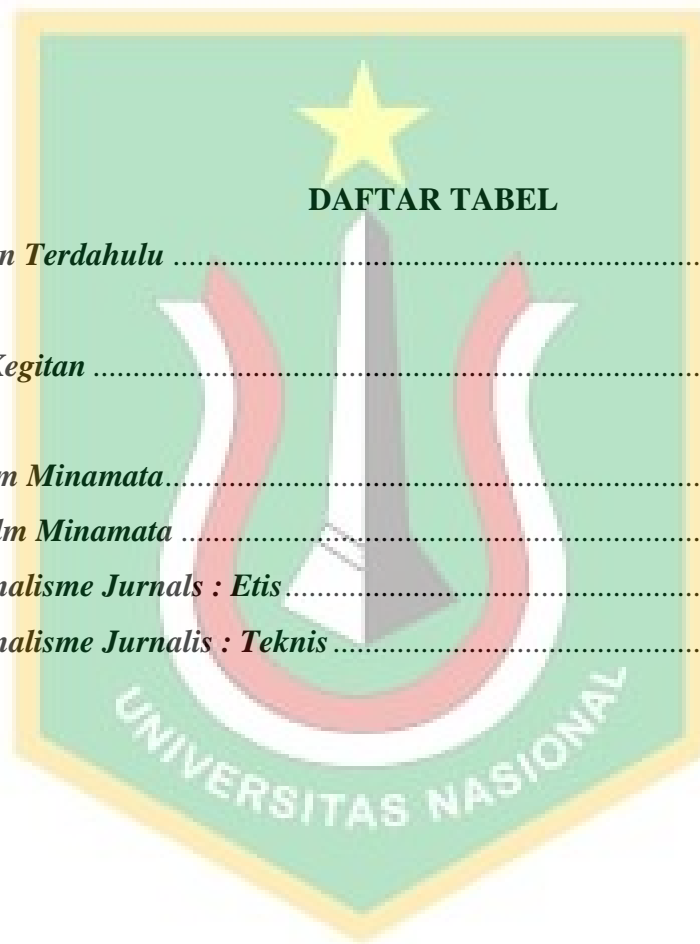 DAFTAR TABEL
n Terdahulu ........................................................................
Kegitan ........................................................................
m Minamata........................................................................
lm Minamata ........................................................................
nalisme Jurnals : Etis........................................................................
nalisme Jurnalis : Teknis ........................................................................
UNIVERSITAS NASIONAL